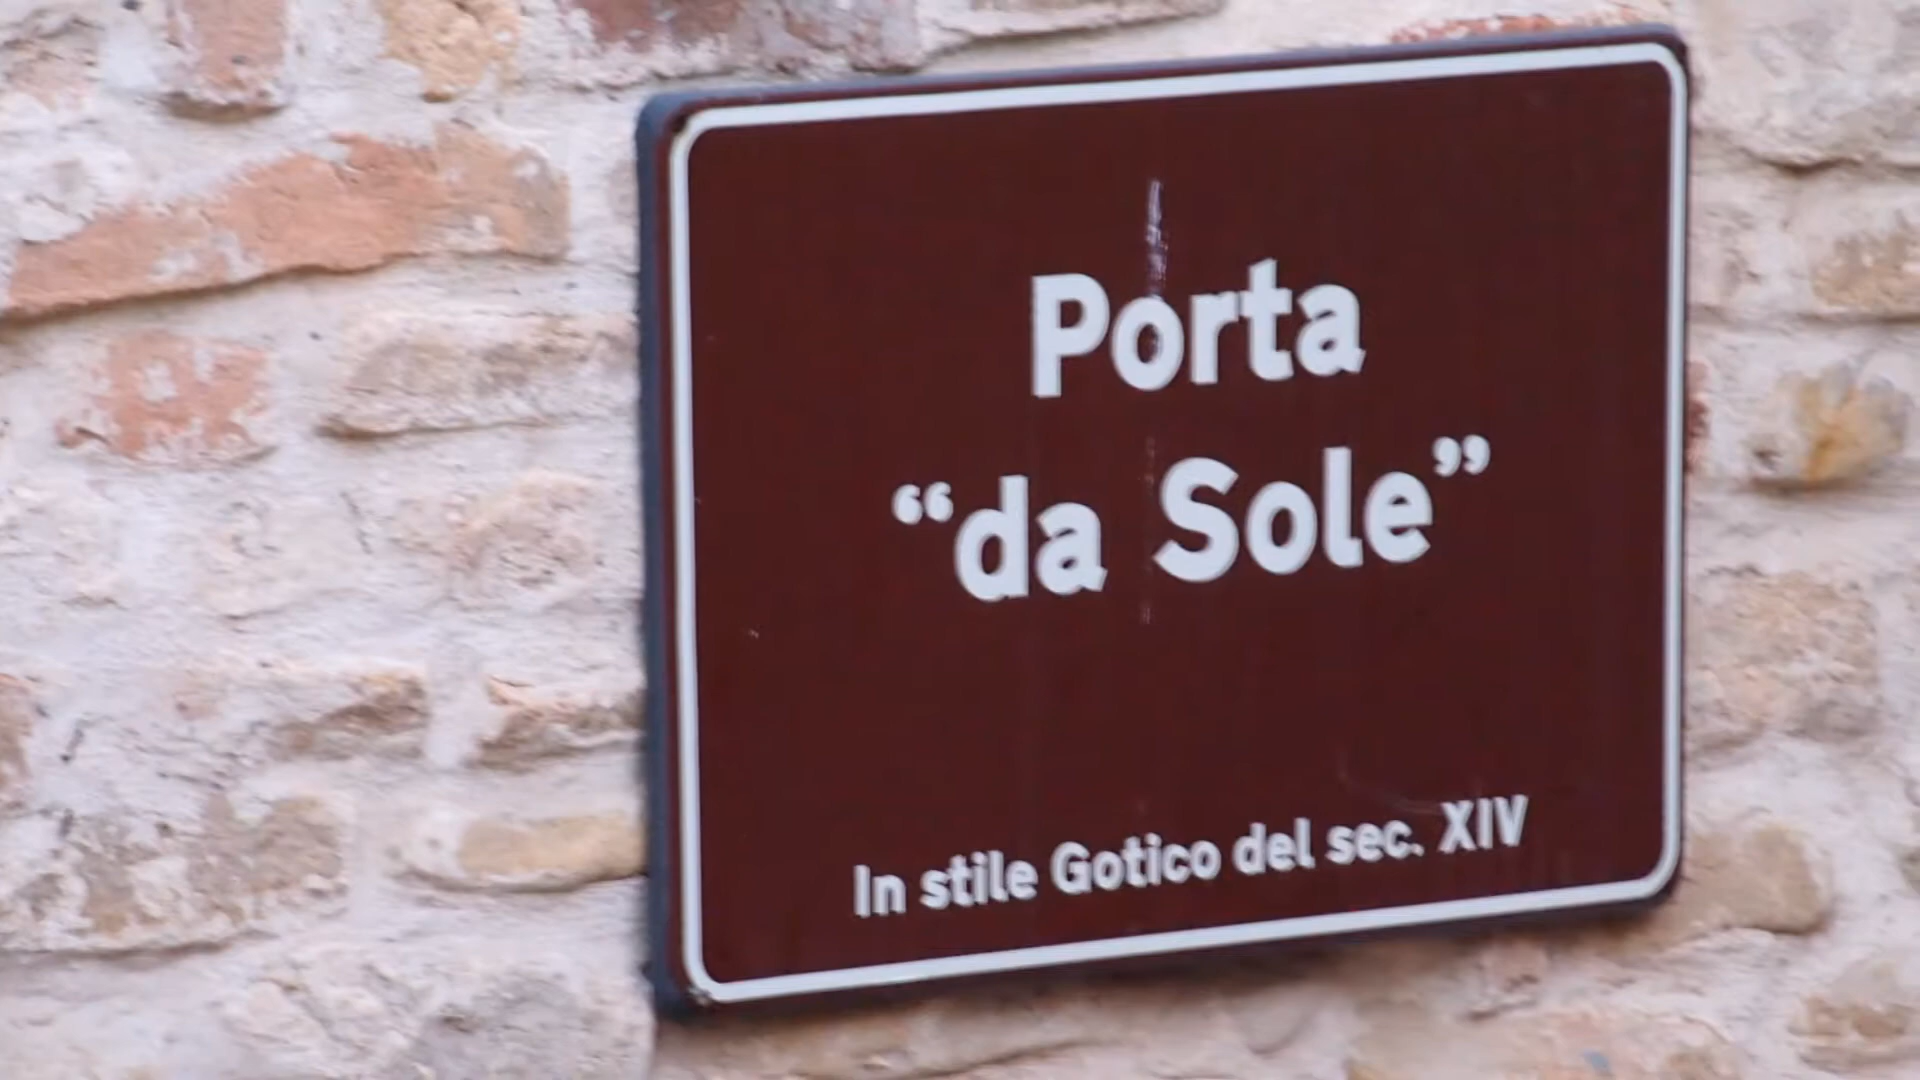 Porta
“da Sole”
In stile Gotico del sec. XIV